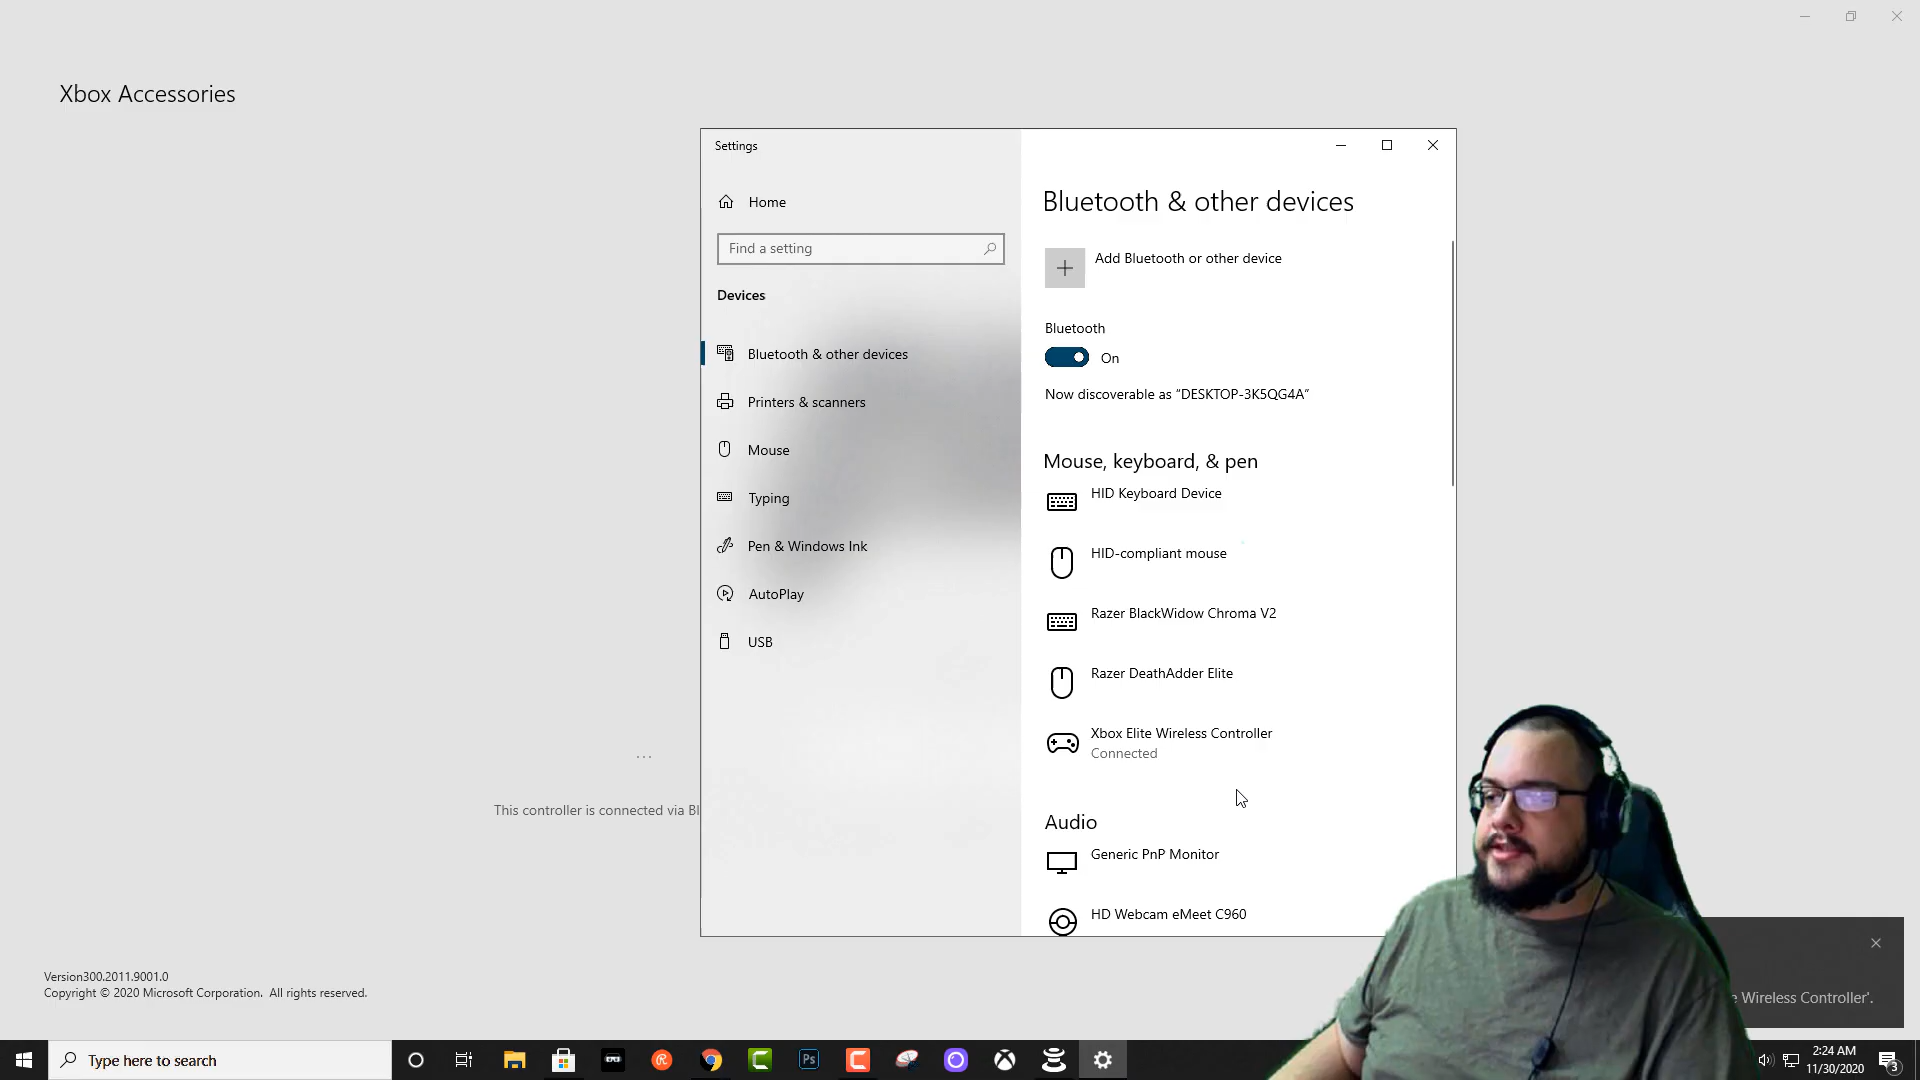 Xbox Accessories
Settings
Home
Find a setting
Devices
Bluetooth & other devices
Printers & scanners
Mouse
Typing
Pen & Windows Ink
AutoPlay
USB
Bluetooth & other devices
Add Bluetooth or other device
Bluetooth
On
Now discoverable as “DESKTOP-3K5QG4A”
Mouse, keyboard, & pen
HID Keyboard Device
HID-compliant mouse
Razer BlackWidow Chroma V2
Razer DeathAdder Elite
Xbox Elite Wireless Controller
Connected
Audio
Generic PnP Monitor
HD Webcam eMeet C960
...
This controller is connected via Bl
Wireless Controller'.
Version300.2011.9001.0
Copyright © 2020 Microsoft Corporation. All rights reserved.
Type here to search
Ps
2:24 AM
11/30/2020
3